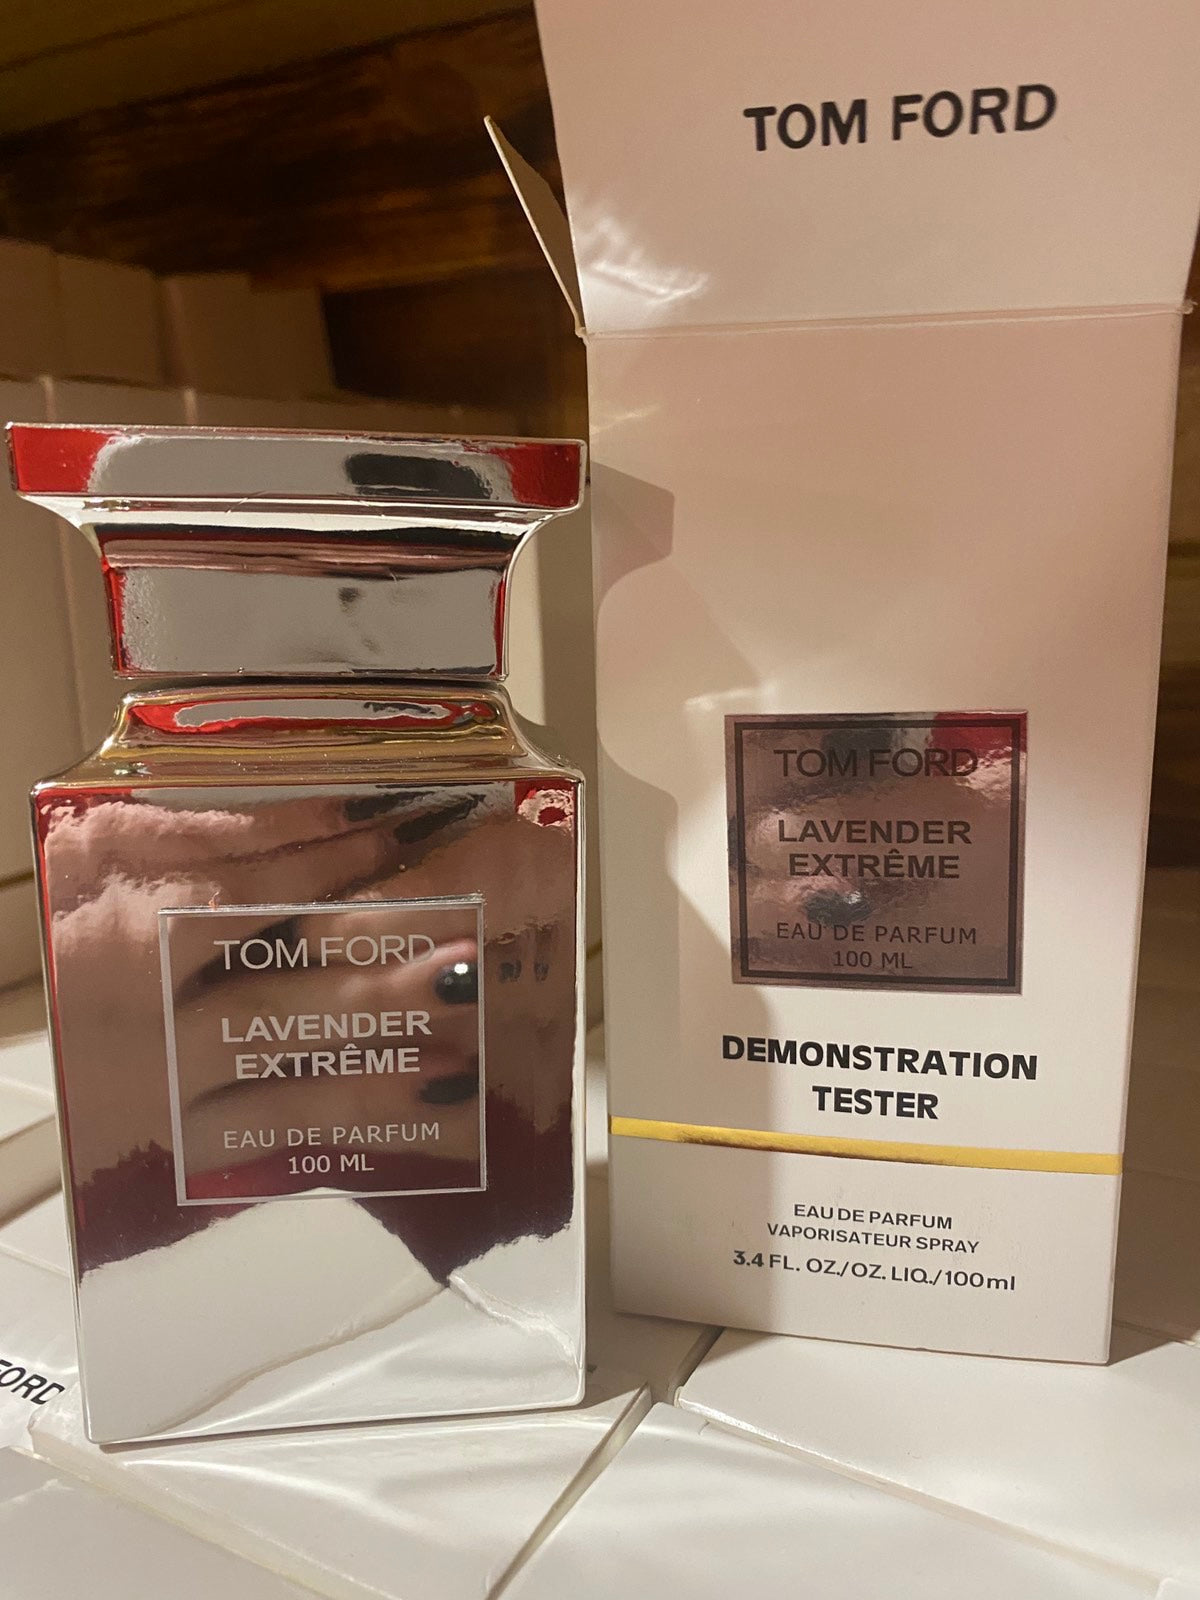 TOM FORD
TOM FORD
LAVENDER
EXTRÊME
EAU DE PARFUM
100 ML
DEMONSTRATION
TESTER
EAU DE PARFUM
VAPORISATEUR SPRAY
3.4 FL. OZ./OZ. LIQ./100ml
TOM FORD
LAVENDER
EXTRÊME
EAU DE PARFUM
100 ML
FORD